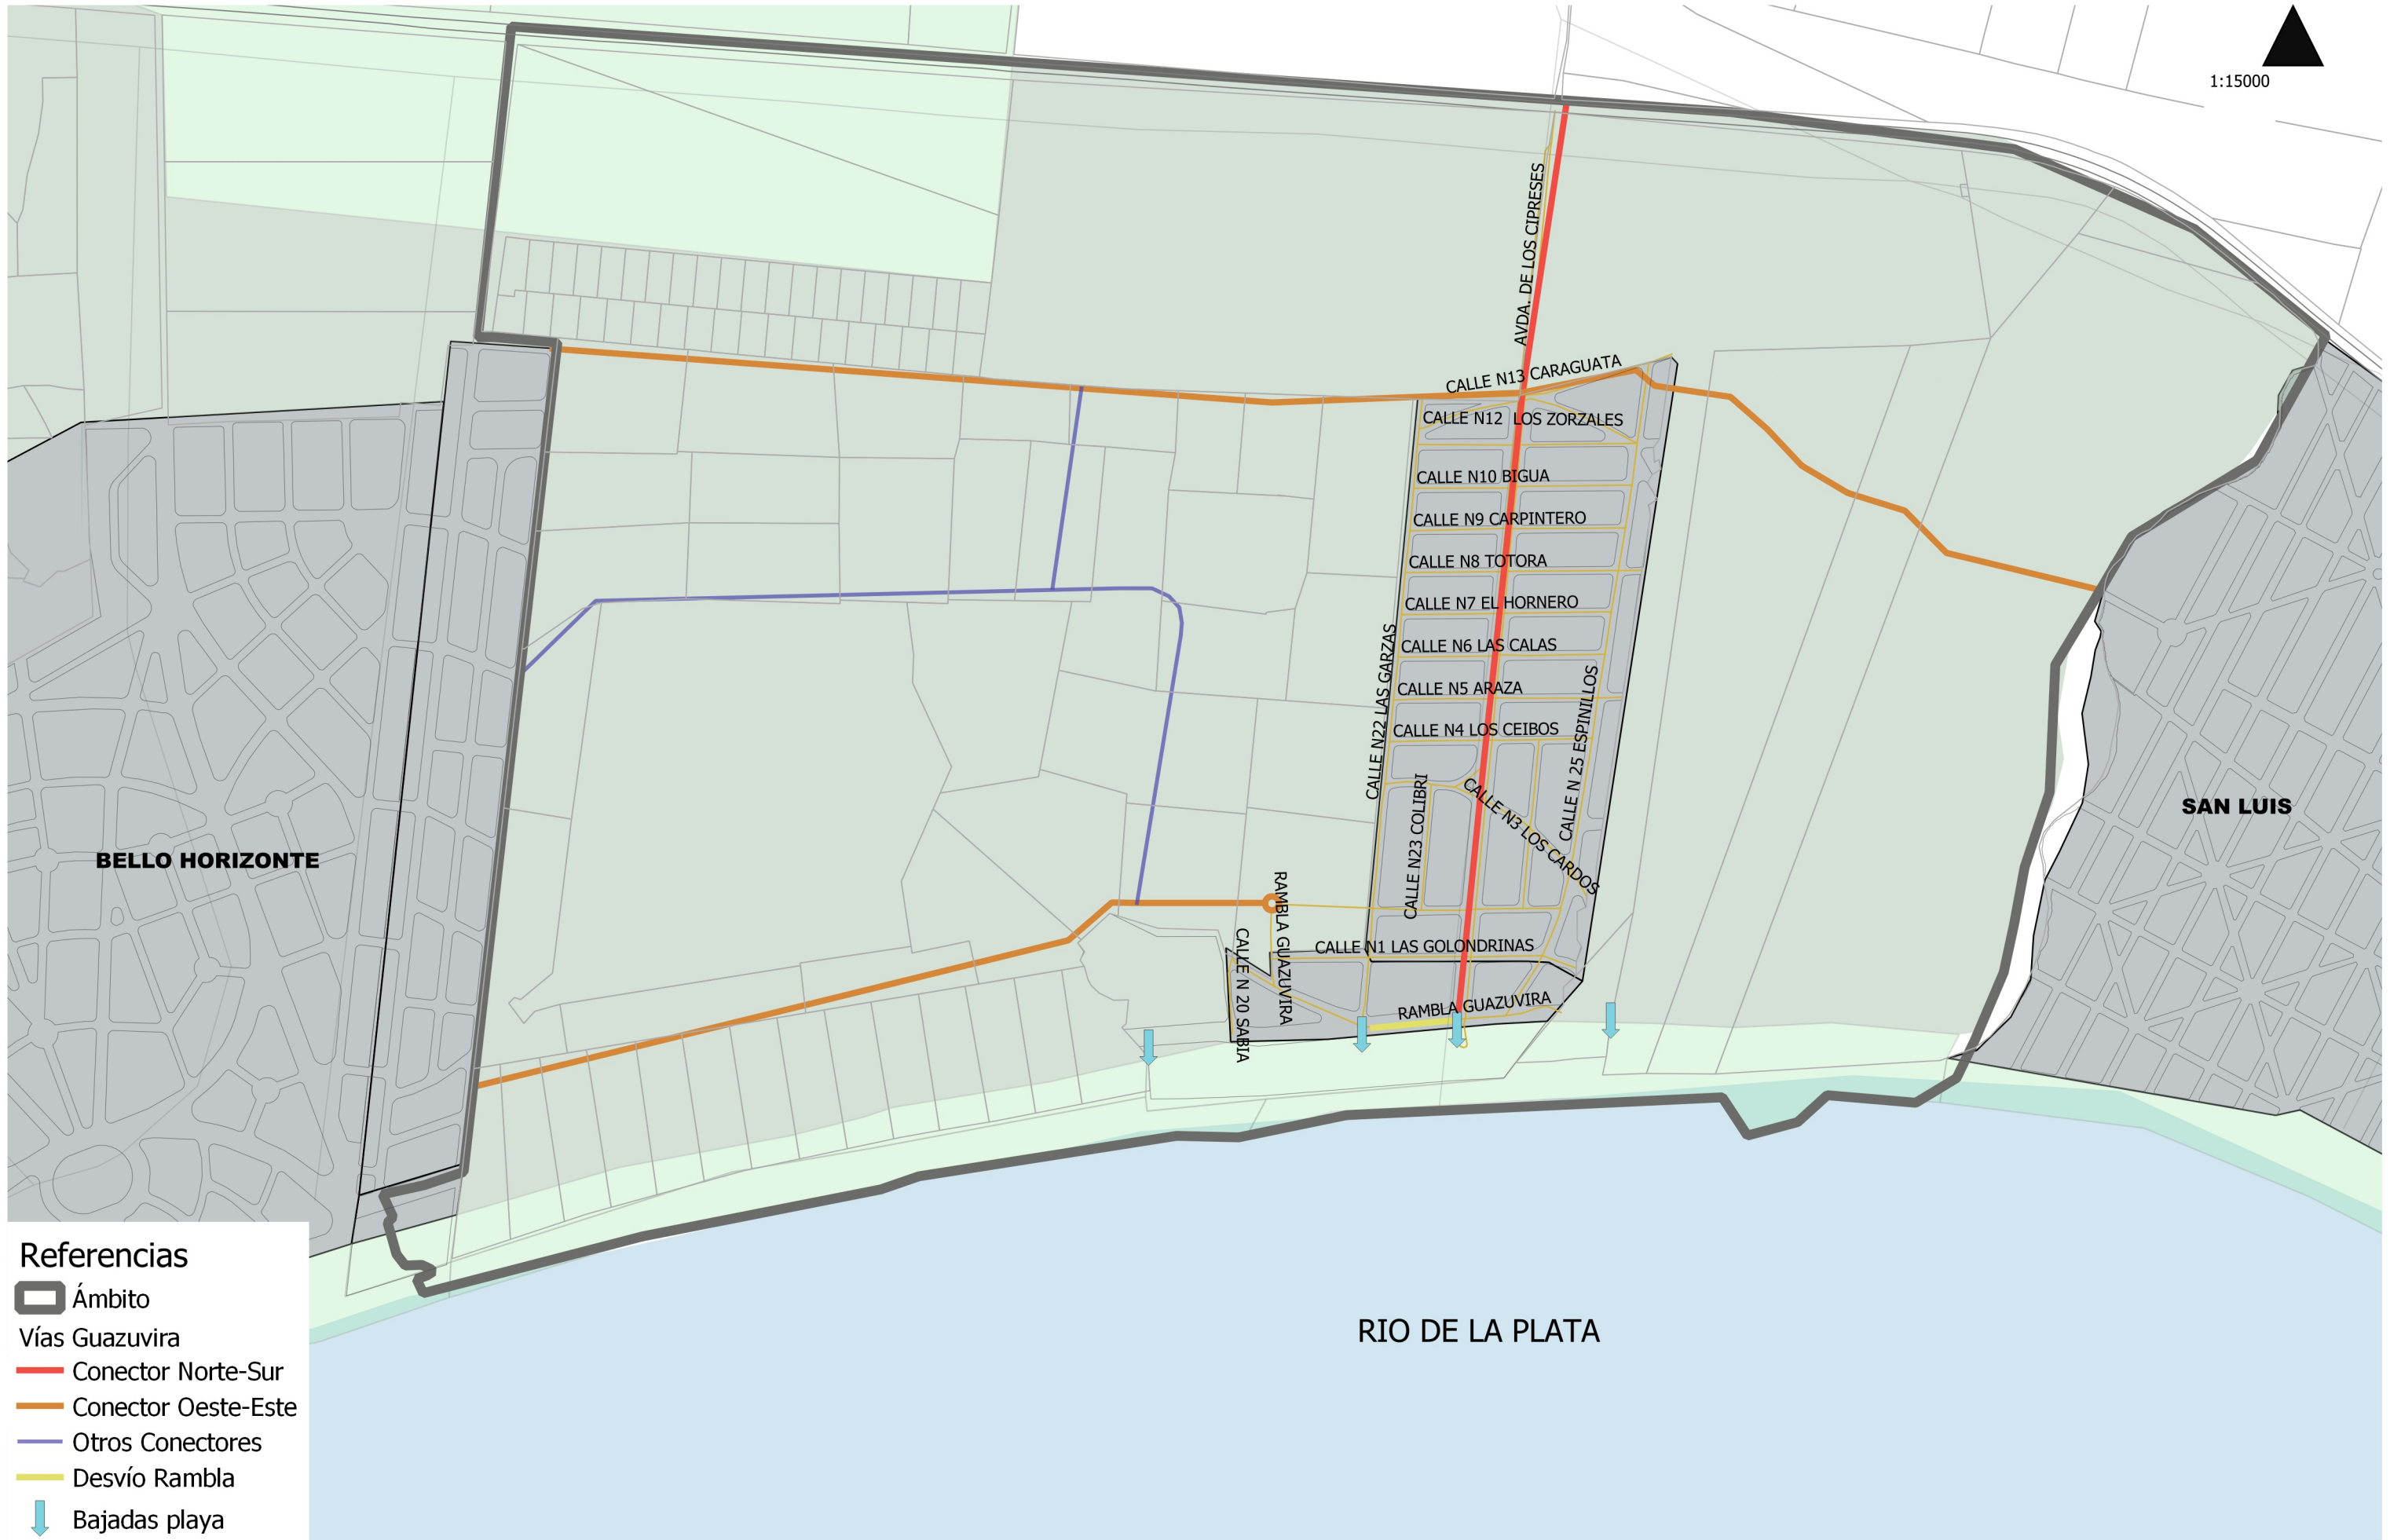 1:15000
AVDA. DE LOS CIPRESES
CALLE N13 CARAGUATA
CALLE N12 LOS ZORZALES
CALLE N10 BIGUA
CALLE N9 CARPINTERO
CALLE N8 TOTORA
CALLE N7 EL HORNERO
CALLE N6 LAS CALAS
CALLE N5 ARAZA
CALLE N4 LOS CEIBOS
CALLE N22 LAS GARZAS
CALLE N 25 ESPINILLOS
CALLE N23 COLIBRI
CALLE N3 LOS CARDOS
SAN LUIS
BELLO HORIZONTE
RAMBLA GUAZUVIRA
CALLE N 20 SABIA
CALLE N1 LAS GOLONDRINAS
RAMBLA GUAZUVIRA
RIO DE LA PLATA
Referencias
Ámbito
Vías Guazuvira
Conector Norte-Sur
Conector Oeste-Este
Otros Conectores
Desvío Rambla
Bajadas playa